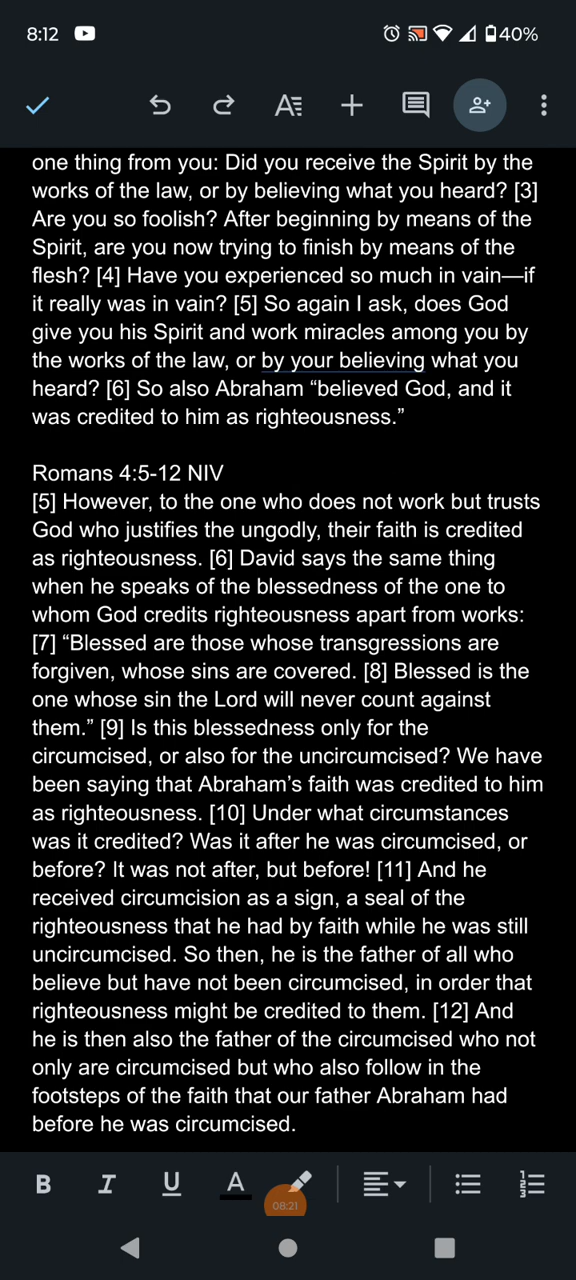 8:12
40%
one thing from you: Did you receive the Spirit by the
works of the law, or by believing what you heard? [3]
Are you so foolish? After beginning by means of the
Spirit, are you now trying to finish by means of the
flesh? [4] Have you experienced so much in vain—if
it really was in vain? [5] So again I ask, does God
give you his Spirit and work miracles among you by
the works of the law, or by your believing what you
heard? [6] So also Abraham “believed God, and it
was credited to him as righteousness.”
Romans 4:5-12 NIV
[5] However, to the one who does not work but trusts
God who justifies the ungodly, their faith is credited
as righteousness. [6] David says the same thing
when he speaks of the blessedness of the one to
whom God credits righteousness apart from works:
[7] “Blessed are those whose transgressions are
forgiven, whose sins are covered. [8] Blessed is the
one whose sin the Lord will never count against
them.” [9] Is this blessedness only for the
circumcised, or also for the uncircumcised? We have
been saying that Abraham’s faith was credited to him
as righteousness. [10] Under what circumstances
was it credited? Was it after he was circumcised, or
before? It was not after, but before! [11] And he
received circumcision as a sign, a seal of the
righteousness that he had by faith while he was still
uncircumcised. So then, he is the father of all who
believe but have not been circumcised, in order that
righteousness might be credited to them. [12] And
he is then also the father of the circumcised who not
only are circumcised but who also follow in the
footsteps of the faith that our father Abraham had
before he was circumcised.
B I U A
08:21